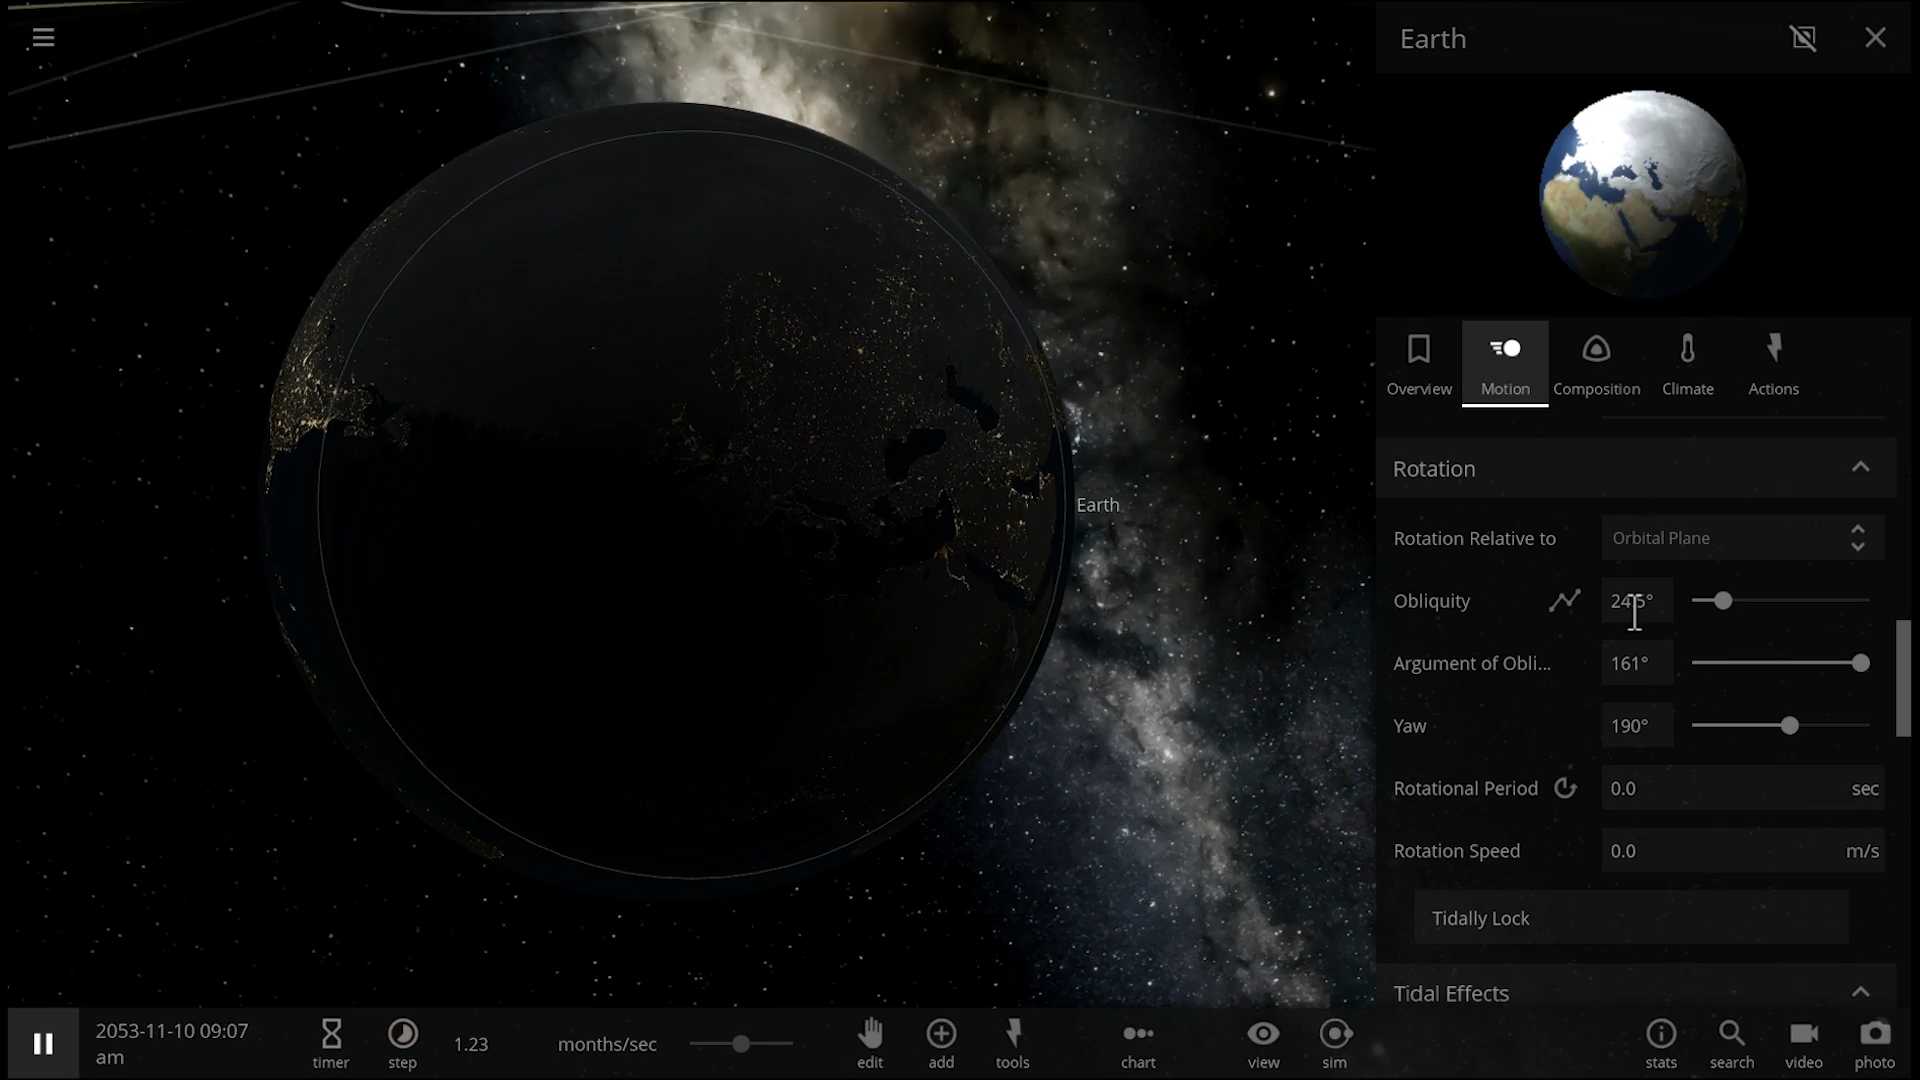 Earth
Overview
Motion
Composition
Climate
Actions
Rotation
Rotation Relative to
Orbital Plane
Obliquity
Argument of Obli...
161°
Yaw
190°
Rotational Period
0.0
sec
Rotation Speed
0.0
m/s
Tidally Lock
Tidal Effects
Earth
2053-11-10 09:07
am
timer
step
1.23
months/sec
edit
add
tools
chart
view
sim
stats
search
video
photo